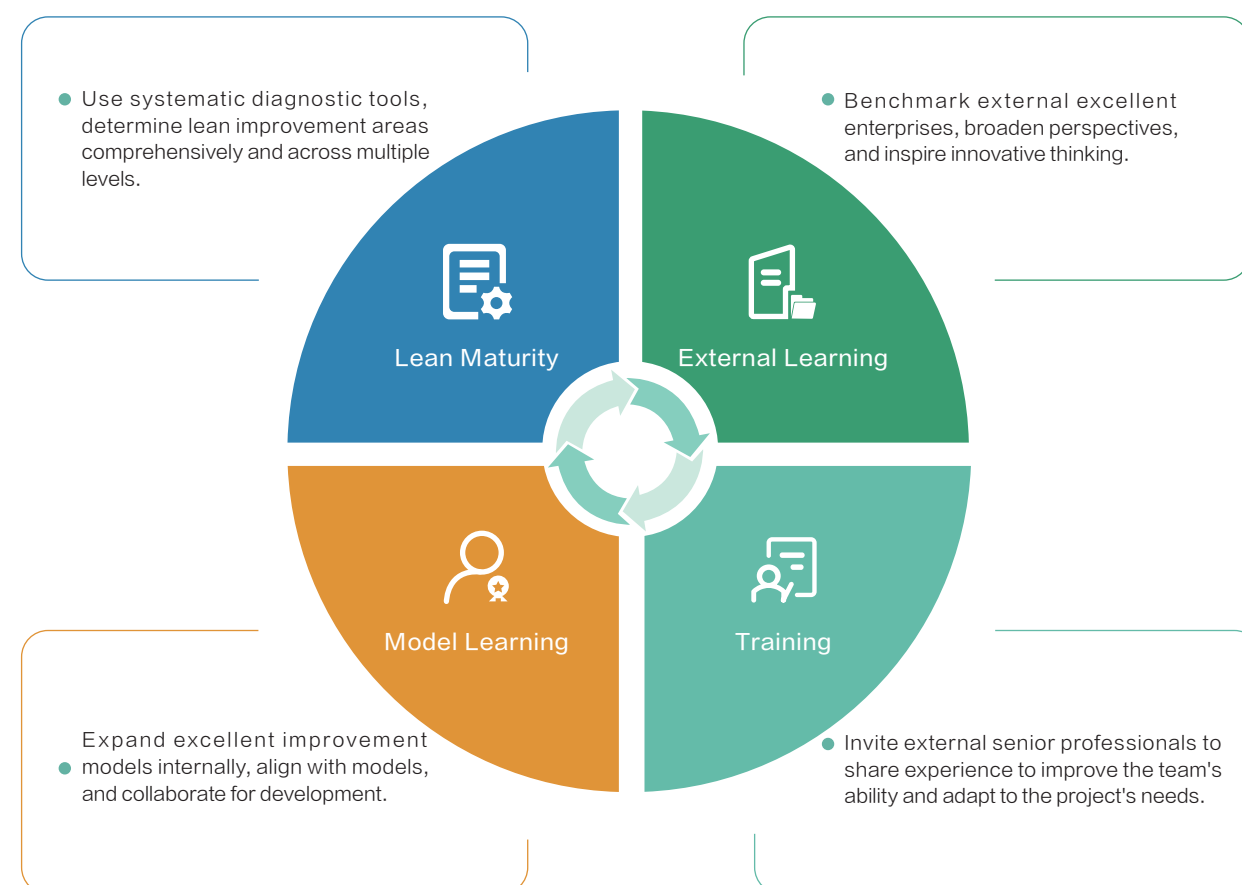 Use systematic diagnostic tools,
determine lean improvement areas
comprehensively and across multiple
levels.
Benchmark external excellent
enterprises, broaden perspectives,
and inspire innovative thinking.
Lean Maturity
External Learning
Model Learning
Training
Expand excellent improvement
models internally, align with models,
and collaborate for development.
Invite external senior professionals to
share experience to improve the team's
ability and adapt to the project's needs.